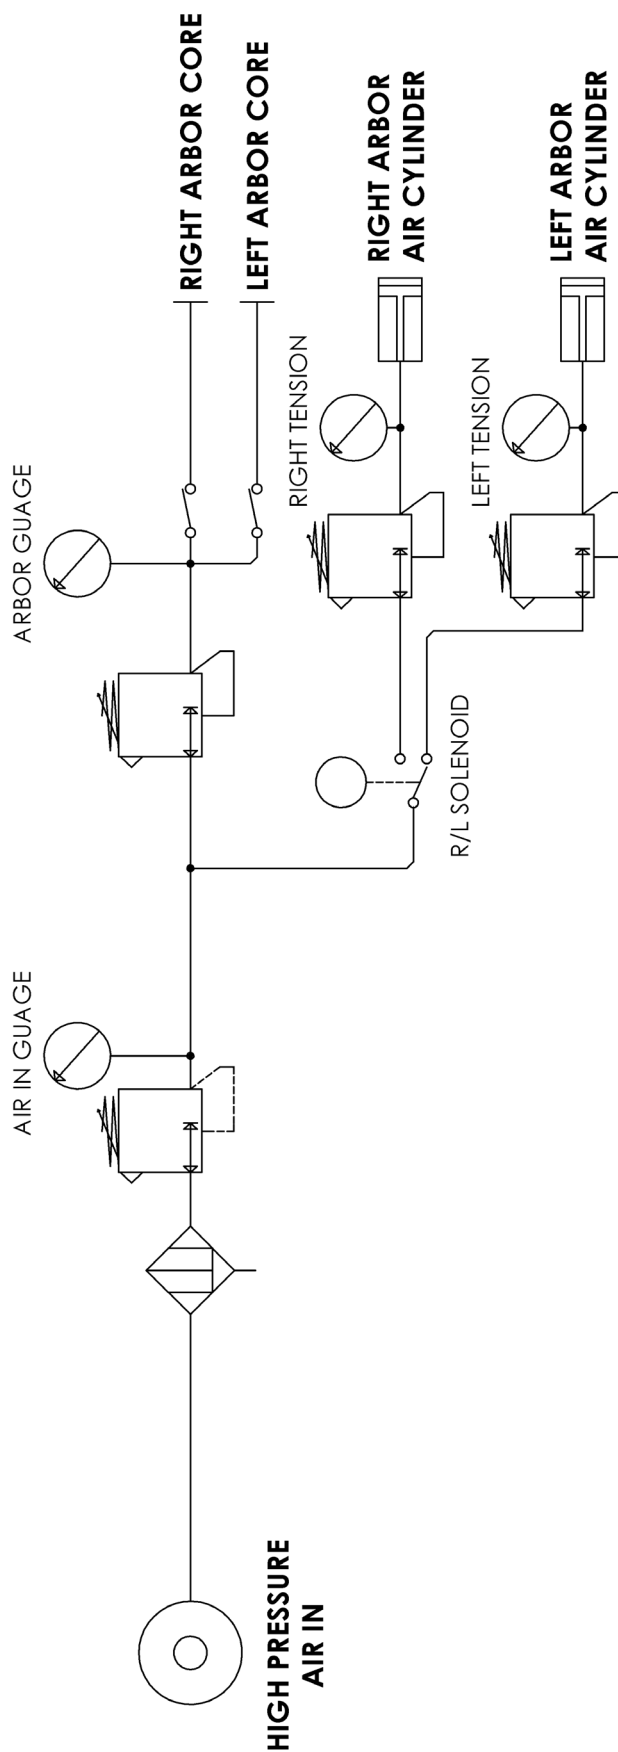 HIGH PRESSURE
AIR IN
AIR IN GUAGE
ARBOR GUAGE
RIGHT ARBOR CORE
LEFT ARBOR CORE
R/L SOLENOID
RIGHT TENSION
RIGHT ARBOR
AIR CYLINDER
LEFT TENSION
LEFT ARBOR
AIR CYLINDER